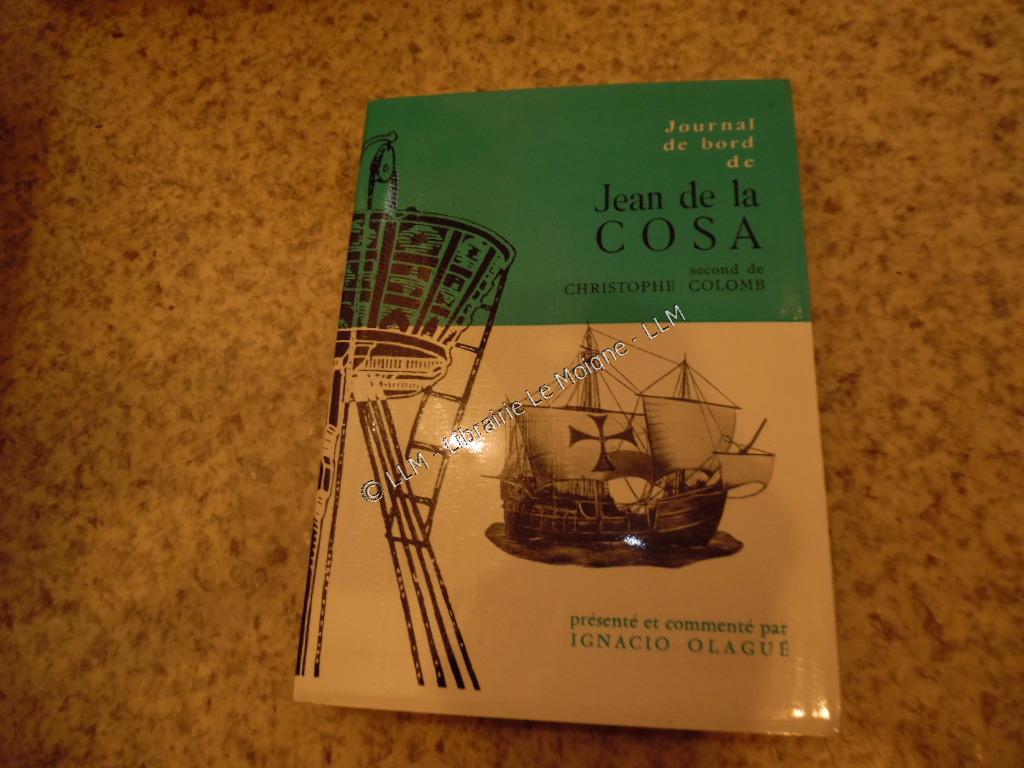 Journal
de bord
de
Jean de la
COSA
second de
CHRISTOPHE COLOMB
© LLM - Librairie Le Moigne - LLM
présenté et commenté par
IGNACIO OLAGUÉ